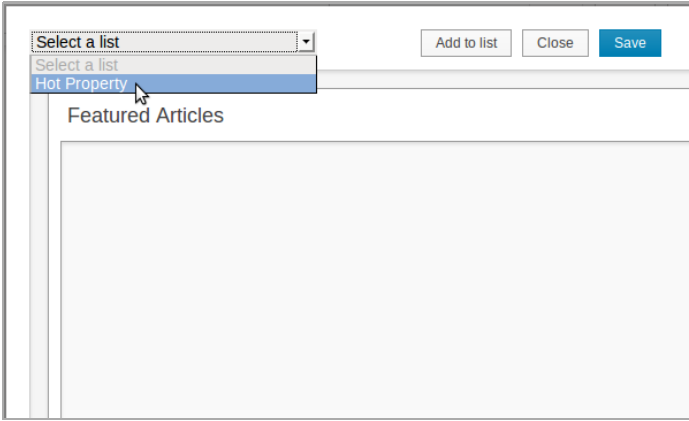 Select a list
Add to list
Close
Save
Select a list
Hot Property
Featured Articles